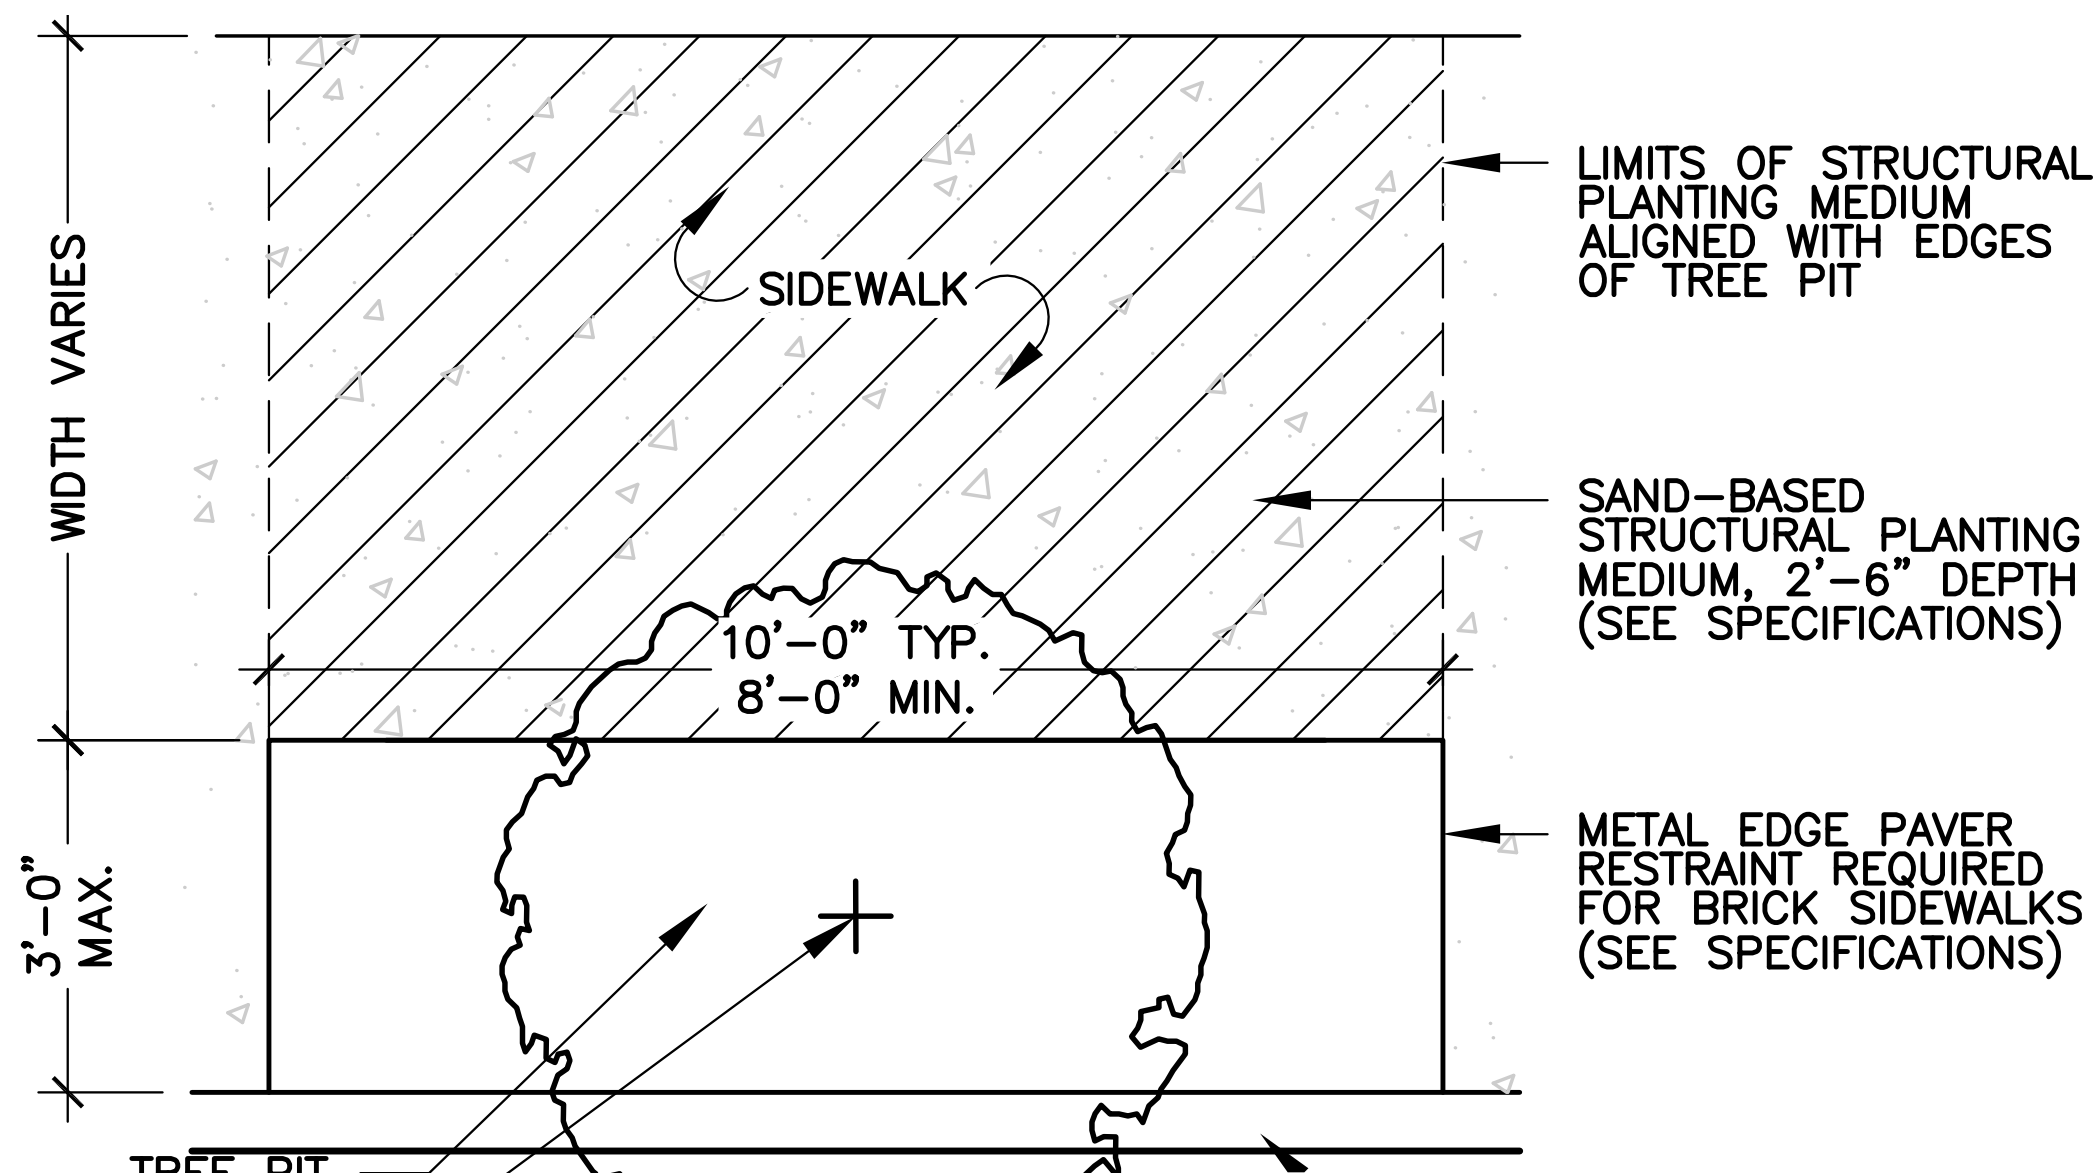 LIMITS OF STRUCTURAL
PLANTING MEDIUM
ALIGNED WITH EDGES
OF TREE PIT
SIDEWALK
WIDTH VARIES
SAND-BASED
STRUCTURAL PLANTING
MEDIUM, 2'-6" DEPTH
(SEE SPECIFICATIONS)
10'-0" TYP.
8'-0" MIN.
METAL EDGE PAVER
RESTRAINT REQUIRED
FOR BRICK SIDEWALKS
(SEE SPECIFICATIONS)
3'-0"
MAX.
TREE PIT